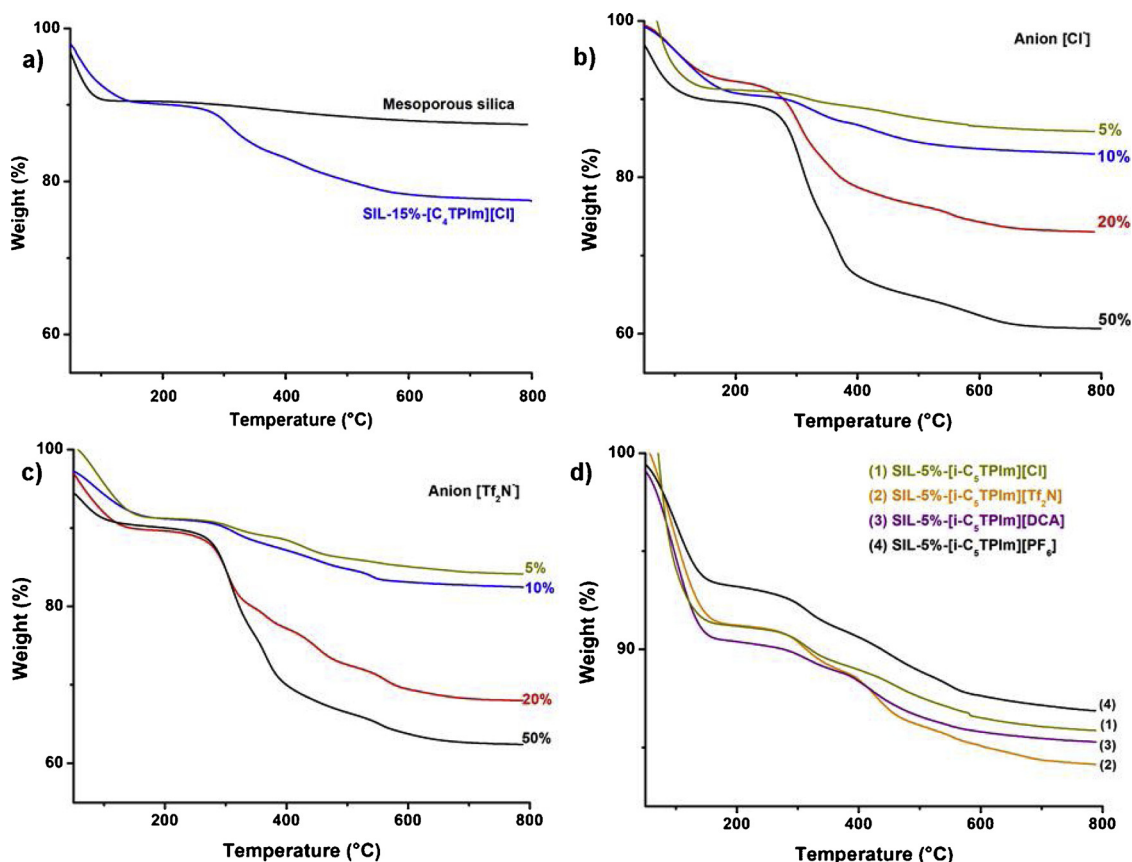 a)
Weight (%)
100
80
60
Mesoporous silica
SIL-15%-[C₄TPIm][Cl]
200 400 600 800
Temperature (°C)
b)
Weight (%)
100
80
60
Anion [Cl⁻]
5%
10%
20%
50%
200 400 600 800
Temperature (°C)
c)
Weight (%)
100
80
60
Anion [Tf₂N⁻]
5%
10%
20%
50%
200 400 600 800
Temperature (°C)
d)
Weight (%)
100
90
(1) SIL-5%-[i-C₅TPIm][Cl]
(2) SIL-5%-[i-C₅TPIm][Tf₂N]
(3) SIL-5%-[i-C₅TPIm][DCA]
(4) SIL-5%-[i-C₅TPIm][PF₆]
(4)
(1)
(3)
(2)
200 400 600 800
Temperature (°C)